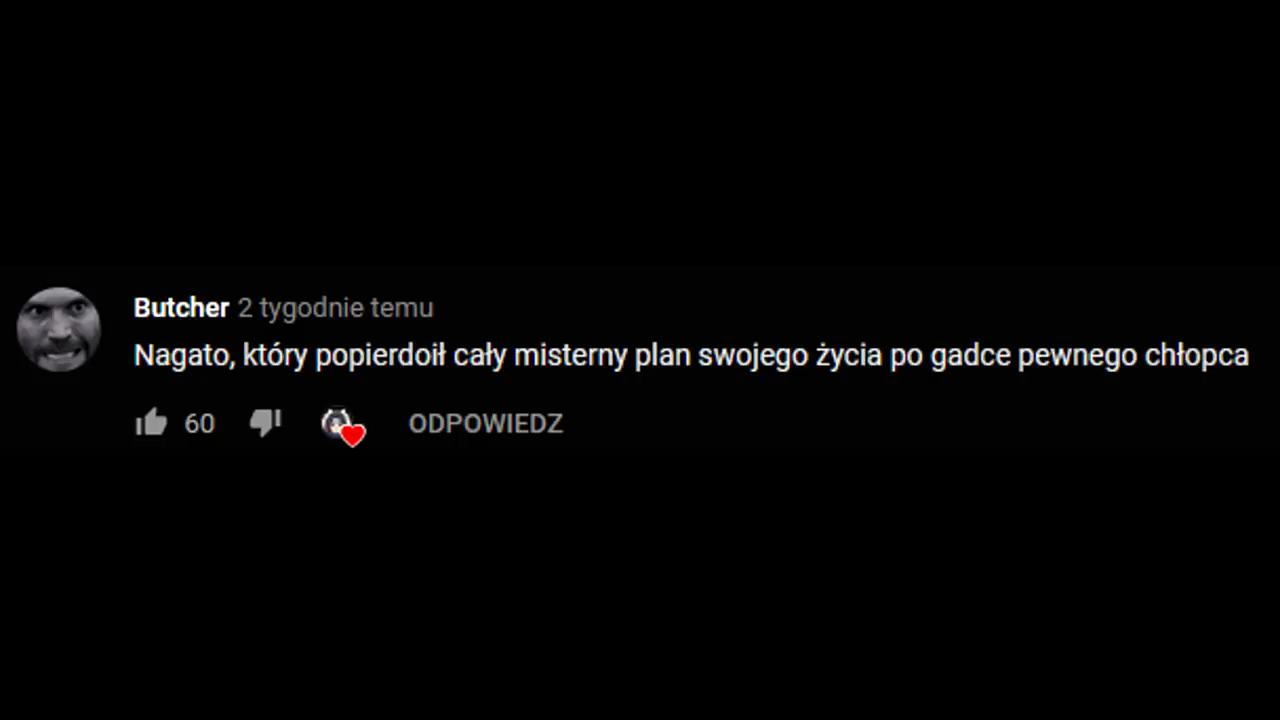 Butcher 2 tygodnie temu
Nagato, który popierdoił cały misterny plan swojego życia po gadce pewnego chłopca
60 ODPOWIEDZ